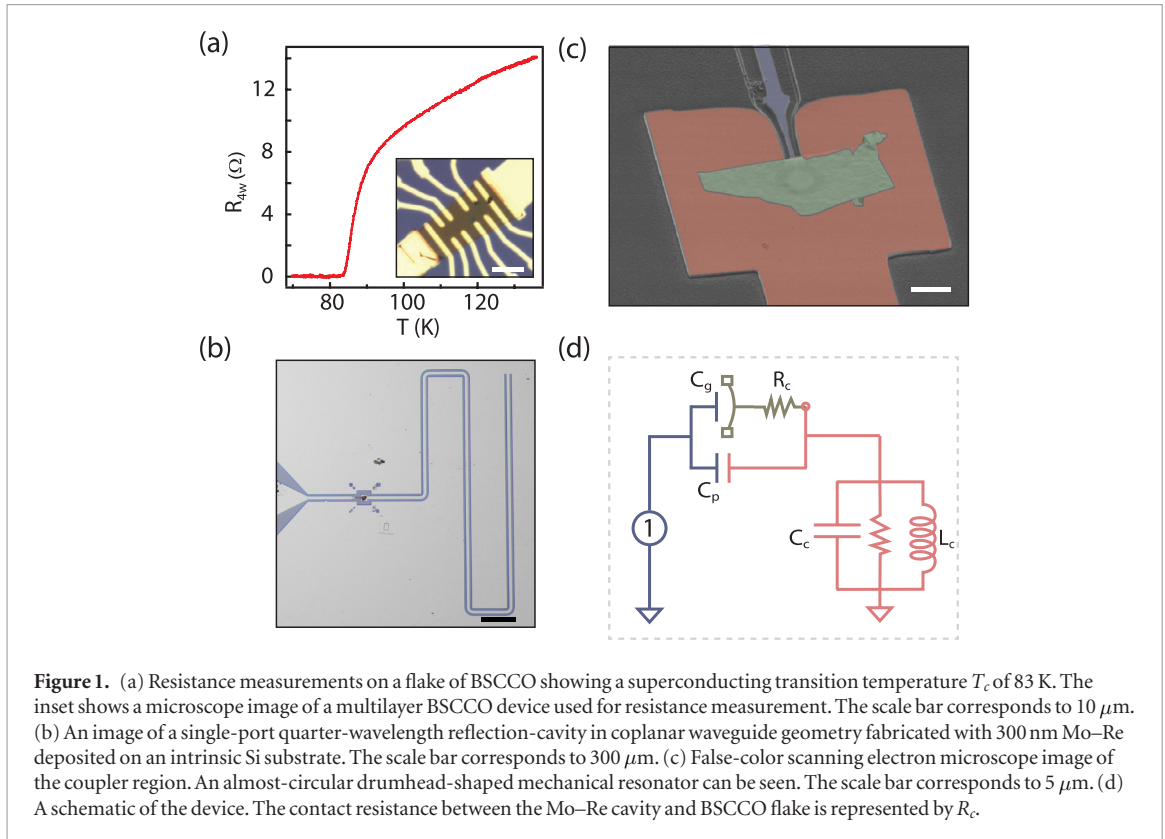 (a)
12
8
4
0
R4w (Ω)
80
100
120
T (K)
(c)
(b)
(d)
Cg
Rc
Cp
1
Cc
Lc
Figure 1. (a) Resistance measurements on a flake of BSCCO showing a superconducting transition temperature Tc of 83 K. The
inset shows a microscope image of a multilayer BSCCO device used for resistance measurement. The scale bar corresponds to 10 μm.
(b) An image of a single-port quarter-wavelength reflection-cavity in coplanar waveguide geometry fabricated with 300 nm Mo–Re
deposited on an intrinsic Si substrate. The scale bar corresponds to 300 μm. (c) False-color scanning electron microscope image of
the coupler region. An almost-circular drumhead-shaped mechanical resonator can be seen. The scale bar corresponds to 5 μm. (d)
A schematic of the device. The contact resistance between the Mo–Re cavity and BSCCO flake is represented by Rc.